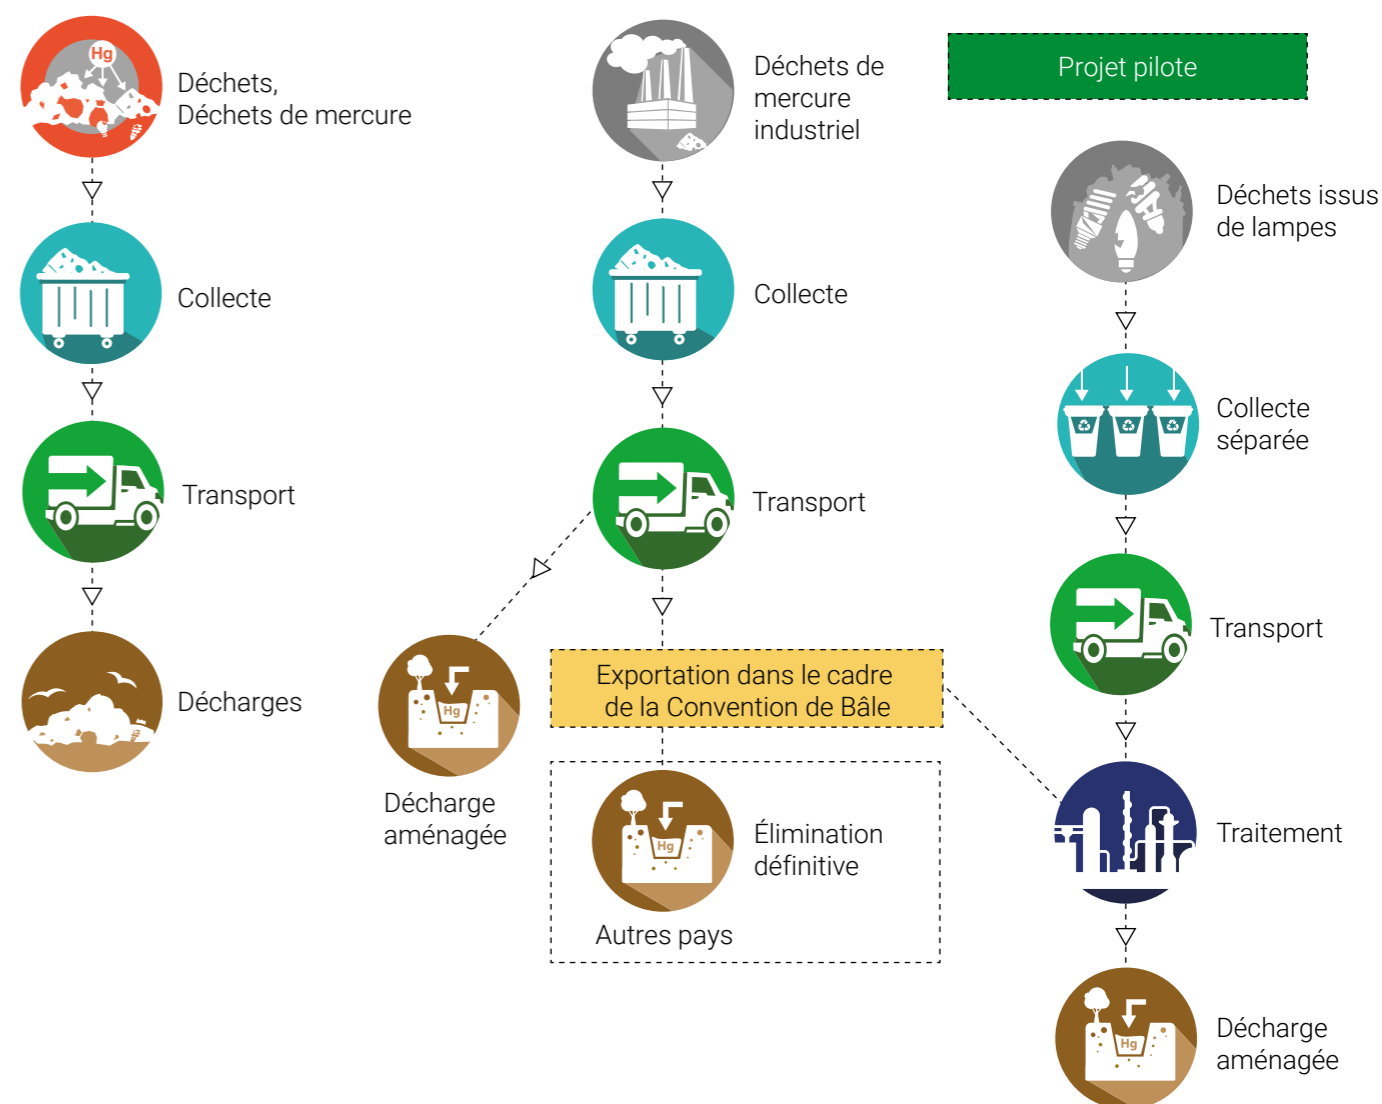 Hg
Déchets,
Déchets de mercure
Collecte
Transport
Décharges
Déchets de
mercure
industriel
Collecte
Transport
Hg
Décharge
aménagée
Exportation dans le cadre
de la Convention de Bâle
Hg
Élimination
définitive
Autres pays
Projet pilote
Déchets issus
de lampes
Collecte
séparée
Transport
Traitement
Hg
Décharge
aménagée